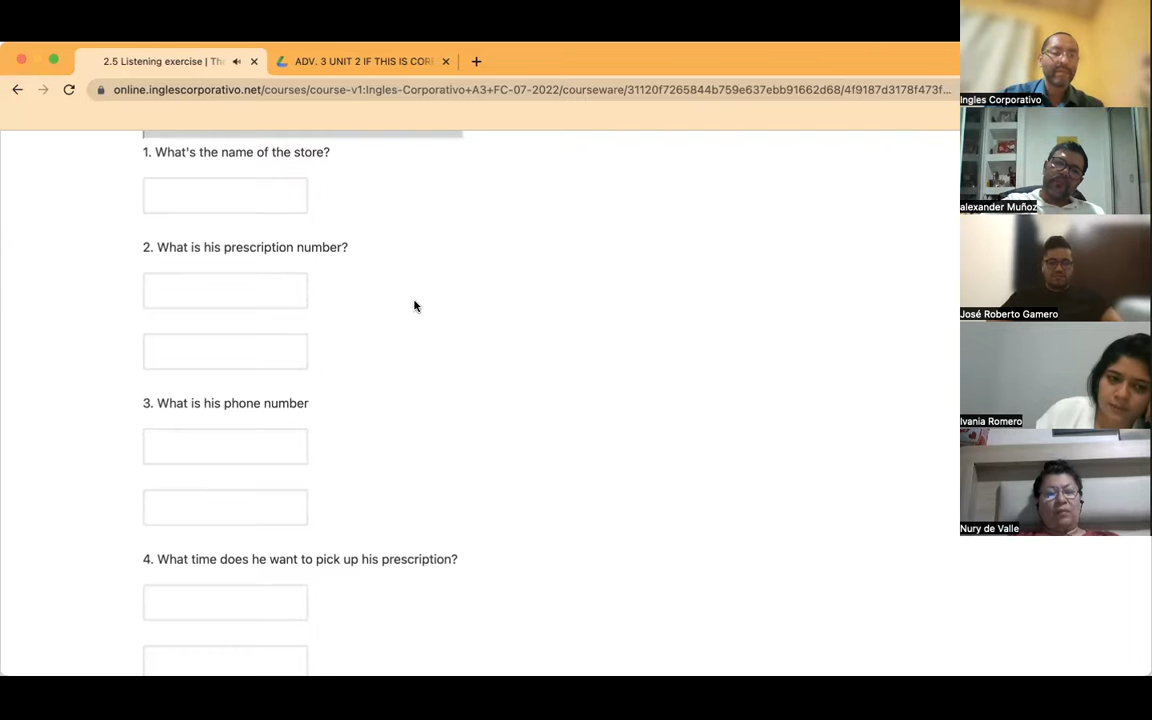 2.5 Listening exercise | Th
ADV. 3 UNIT 2 IF THIS IS COR
online.inglescorporativo.net/courses/course-v1:Ingles-Corporativo+A3+FC-07-2022/courseware/31120f7265844b759e637ebb91662d68/4f9187d3178f473f...
1. What's the name of the store?
2. What is his prescription number?
3. What is his phone number
4. What time does he want to pick up his prescription?
Ingles Corporativo
alexander Muñoz
José Roberto Gamero
Ivania Romero
Nury de Valle